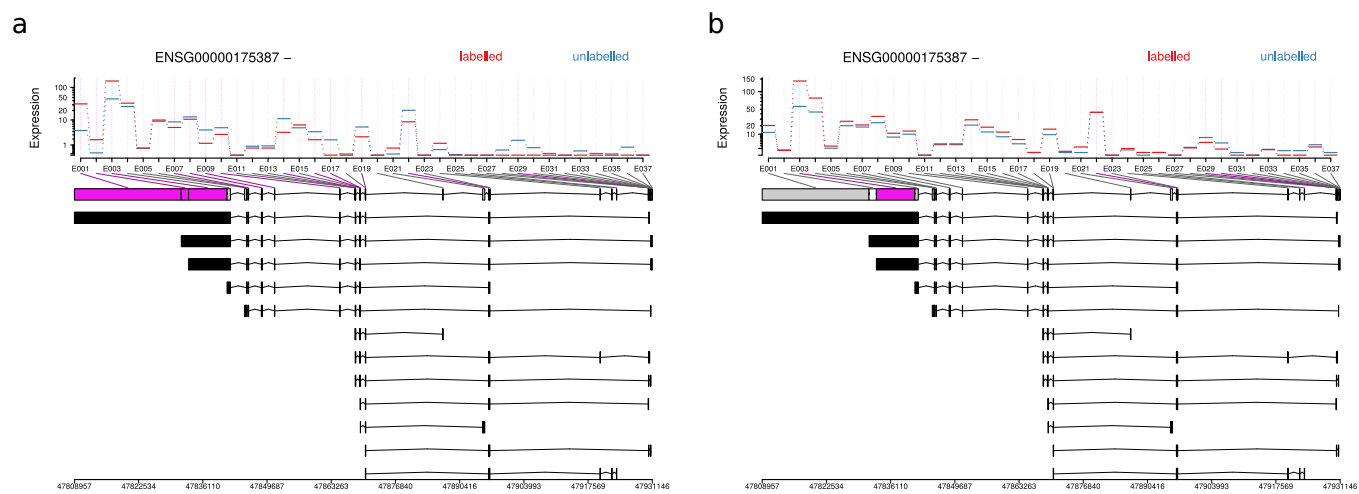 a
ENSG00000175387 −
labelled
unlabelled
Expression
100
50
20
10
1
E001 E003 E005 E007 E009 E011 E013 E015 E017 E019 E021 E023 E025 E027 E029 E031 E033 E035 E037
47808957 47822534 47836110 47849687 47863263 47876840 47890416 47903993 47917569 47931146
b
ENSG00000175387 −
labelled
unlabelled
Expression
150
100
50
10
E001 E003 E005 E007 E009 E011 E013 E015 E017 E019 E021 E023 E025 E027 E029 E031 E033 E035 E037
47808957 47822534 47836110 47849687 47863263 47876840 47890416 47903993 47917569 47931146